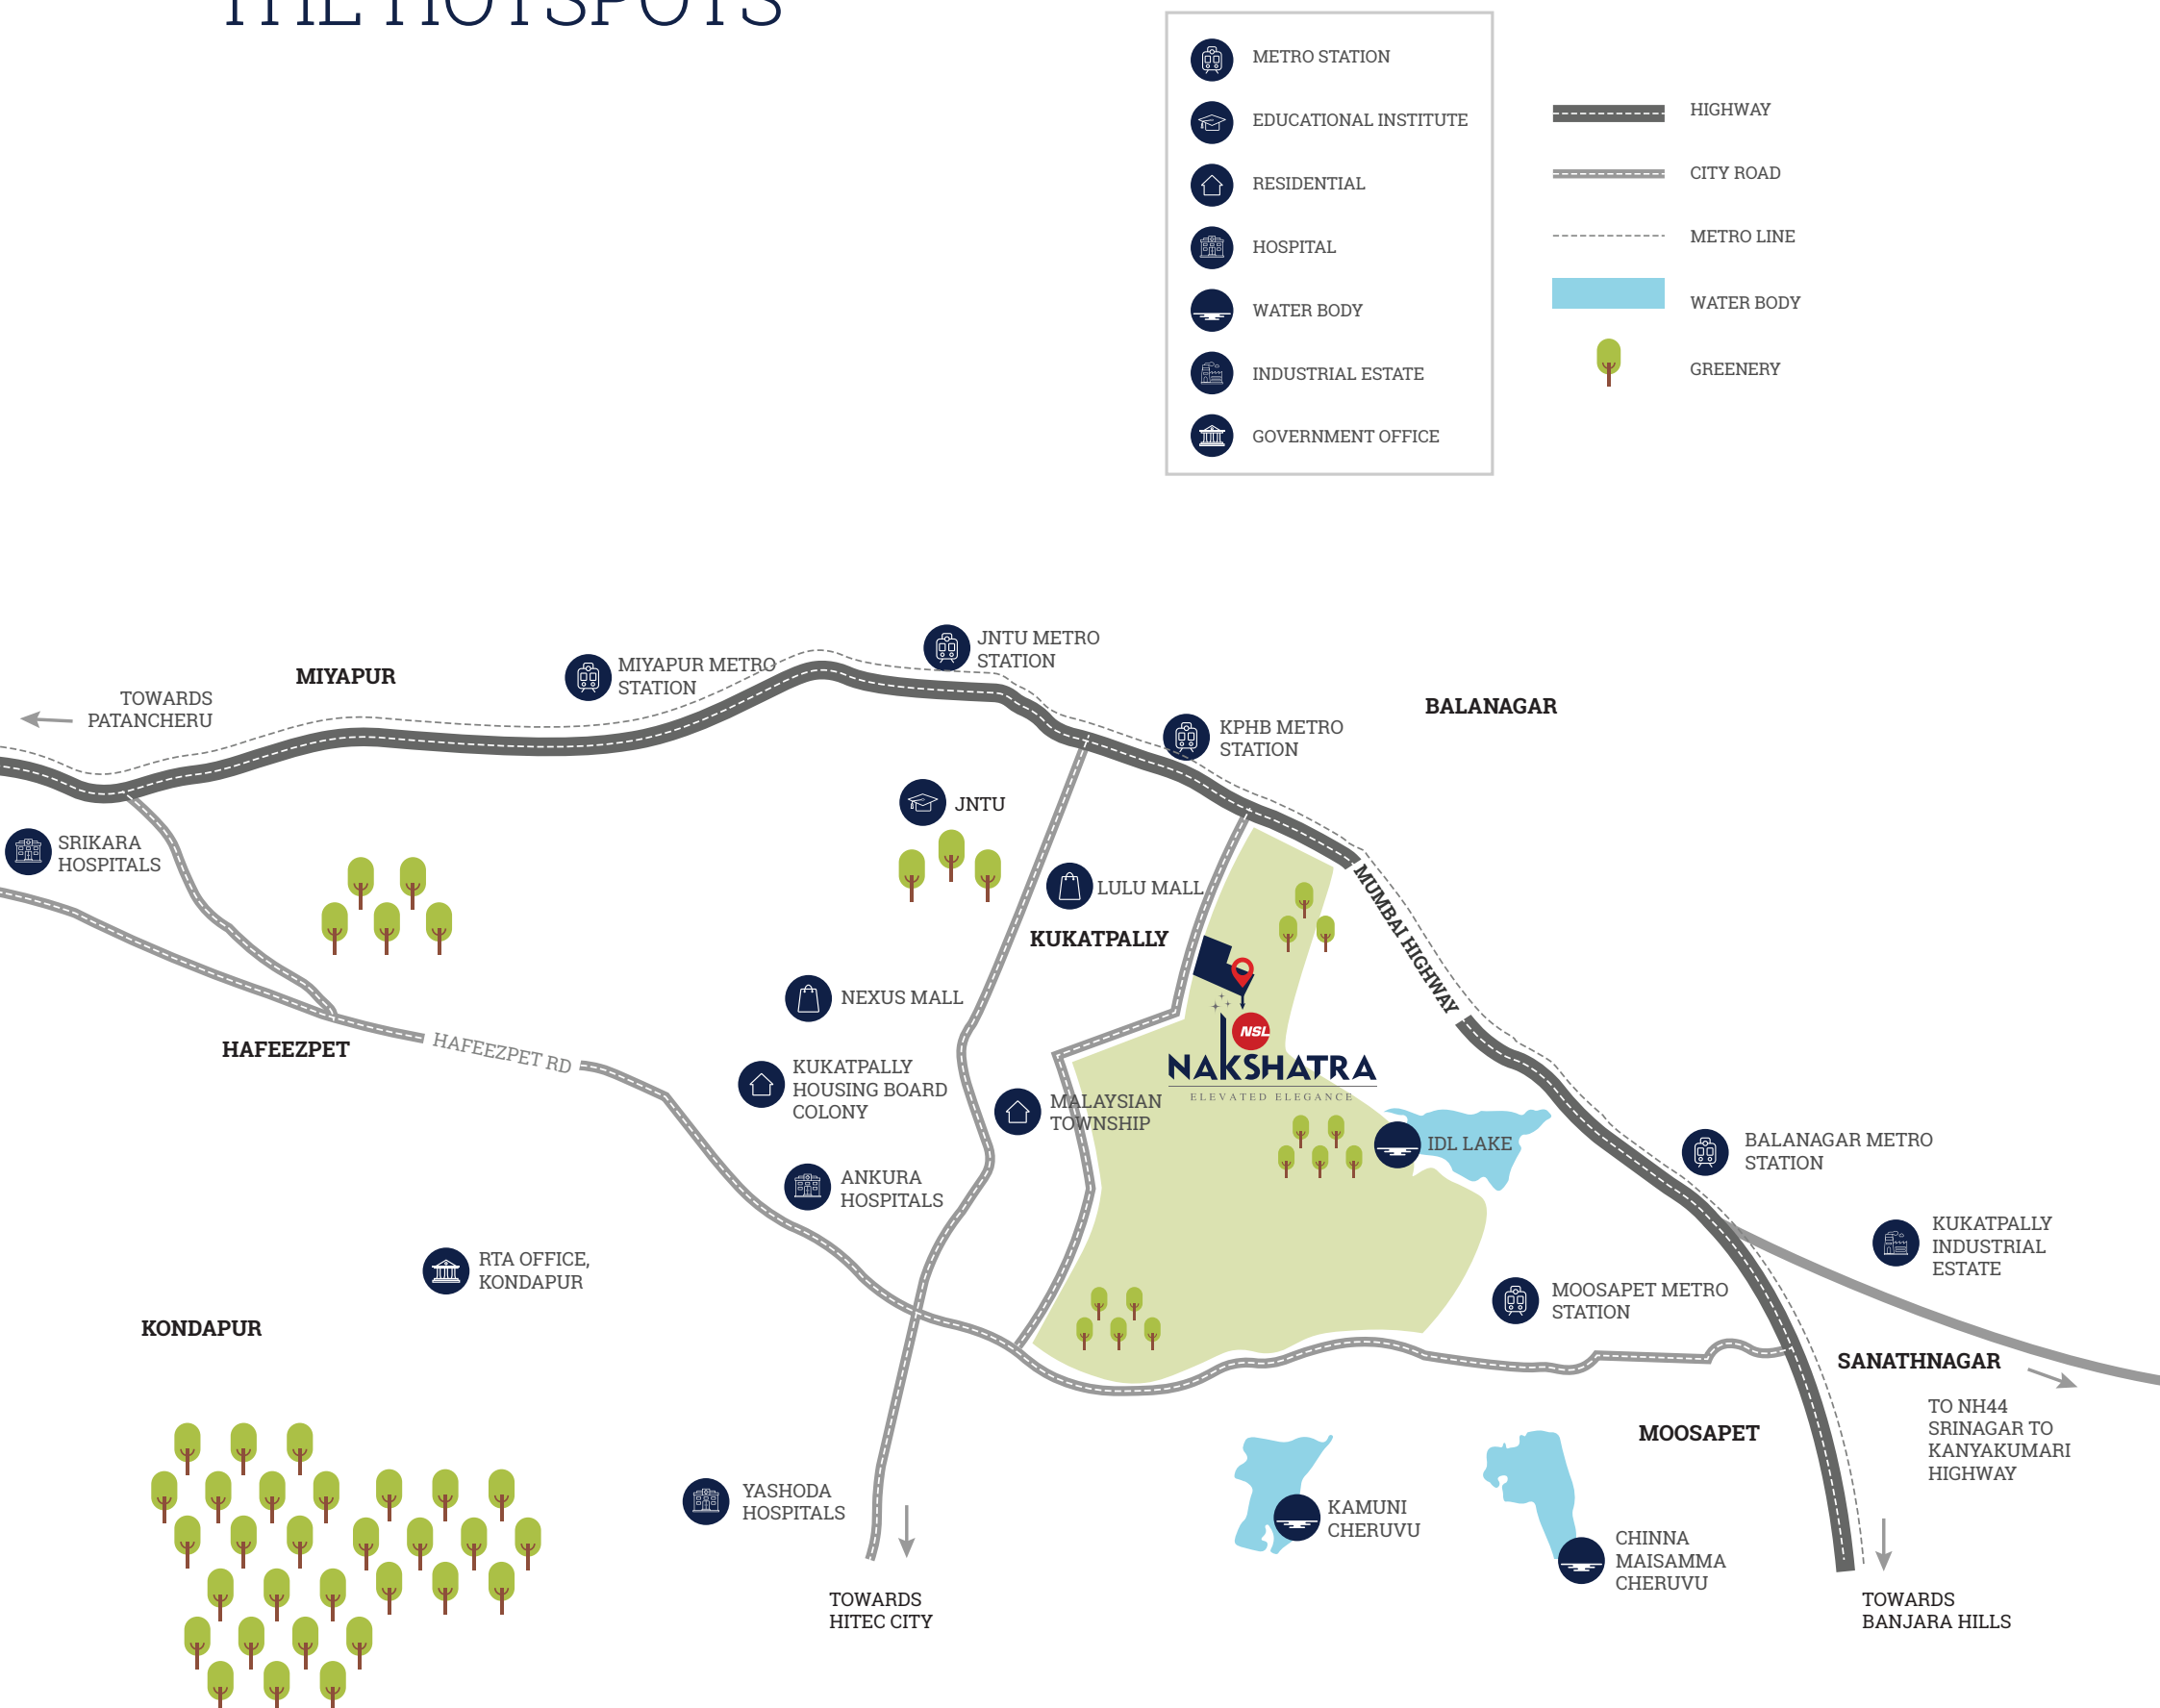 THE HOTSPOTS
METRO STATION
EDUCATIONAL INSTITUTE
RESIDENTIAL
HOSPITAL
WATER BODY
INDUSTRIAL ESTATE
GOVERNMENT OFFICE
HIGHWAY
CITY ROAD
METRO LINE
WATER BODY
GREENERY
MIYAPUR
TOWARDS
PATANCHERU
MIYAPUR METRO
STATION
JNTU METRO
STATION
KPHB METRO
STATION
BALANAGAR
SRIKARA
HOSPITALS
JNTU
LULU MALL
KUKATPALLY
MUMBAI HIGHWAY
NEXUS MALL
HAFEEZPET
HAFEEZPET RD
KUKATPALLY
HOUSING BOARD
COLONY
MALAYSIAN
TOWNSHIP
NSL
NAKSHATRA
ELEVATED ELEGANCE
IDL LAKE
BALANAGAR METRO
STATION
ANKURA
HOSPITALS
RTA OFFICE,
KONDAPUR
KONDAPUR
KUKATPALLY
INDUSTRIAL
ESTATE
MOOSAPET METRO
STATION
SANATHNAGAR
TO NH44
SRINAGAR TO
KANYAKUMARI
HIGHWAY
MOOSAPET
YASHODA
HOSPITALS
KAMUNI
CHERUVU
CHINNA
MAISAMMA
CHERUVU
TOWARDS
HITEC CITY
TOWARDS
BANJARA HILLS